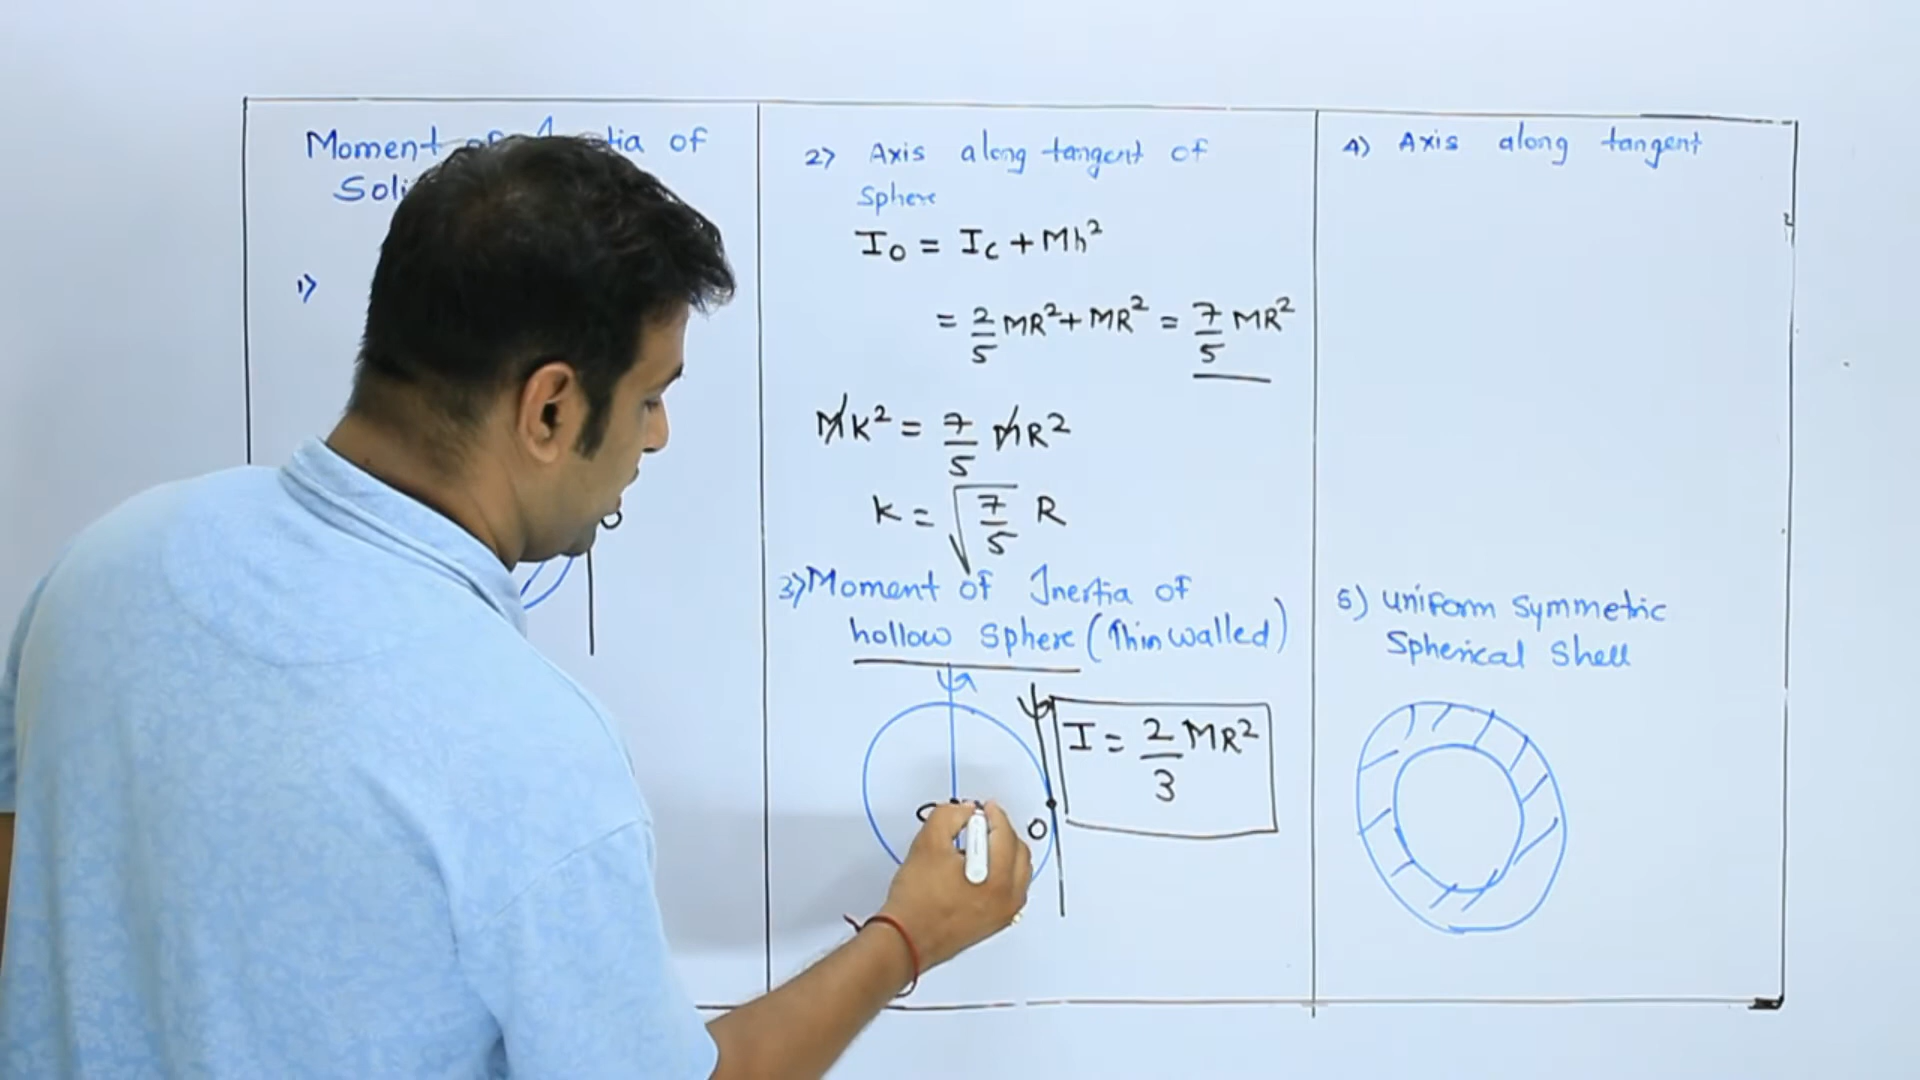 Moment of
Solid
1)
2) Axis along tangent of
Sphere
I₀ = I_C + Mh²
= 2/5 MR² + MR² = 7/5 MR²
MK² = 7/5 MR²
K = √(7/5) R
3) Moment of Inertia of
hollow Sphere (Thin walled)
I = 2/3 MR²
C
O
4) Axis along tangent
5) uniform Symmetric
Spherical Shell